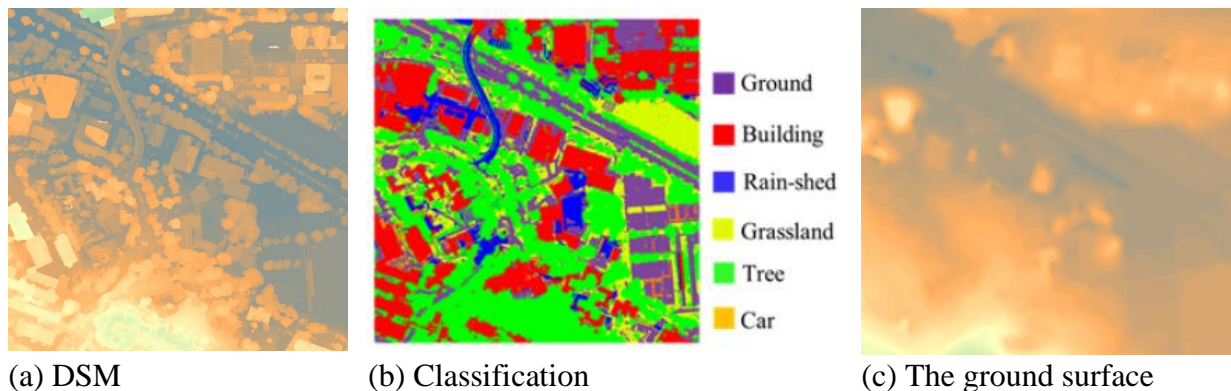 Ground
Building
Rain-shed
Grassland
Tree
Car
(a) DSM
(b) Classification
(c) The ground surface